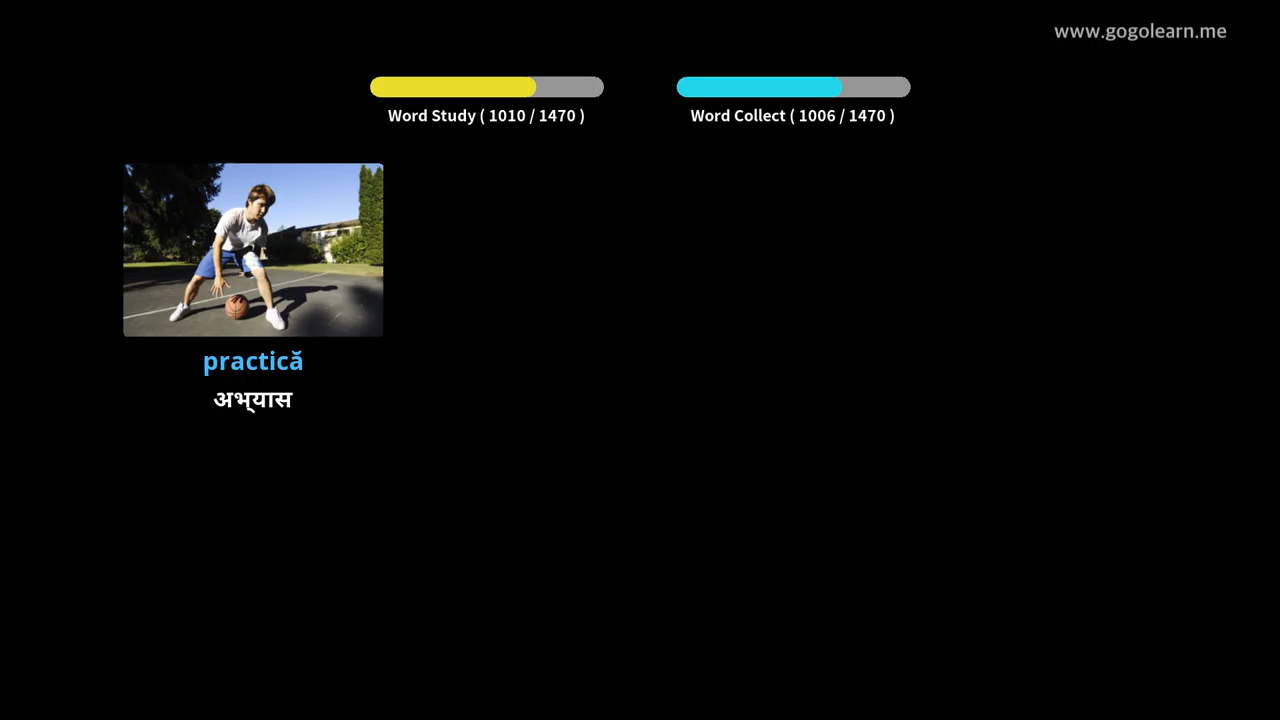 www.gogolearn.me
Word Study ( 1010 / 1470 )
Word Collect ( 1006 / 1470 )
practică
अभ्यास